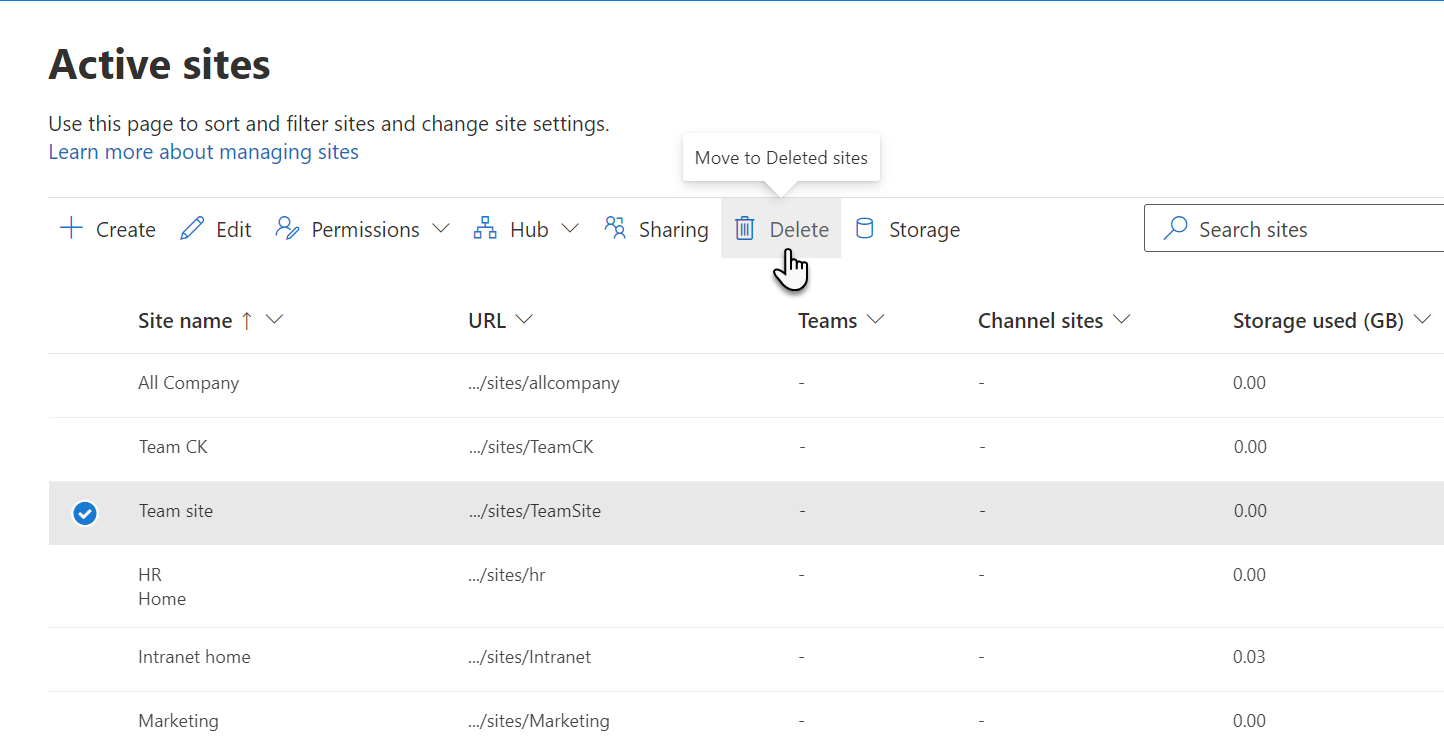 Active sites
Use this page to sort and filter sites and change site settings.
Learn more about managing sites
Move to Deleted sites
Create Edit Permissions Hub Sharing Delete Storage Search sites
Site name ↑ URL Teams Channel sites Storage used (GB)
All Company .../sites/allcompany - - 0.00
Team CK .../sites/TeamCK - - 0.00
Team site .../sites/TeamSite - - 0.00
HR .../sites/hr - - 0.00
Home
Intranet home .../sites/Intranet - - 0.03
Marketing .../sites/Marketing - - 0.00